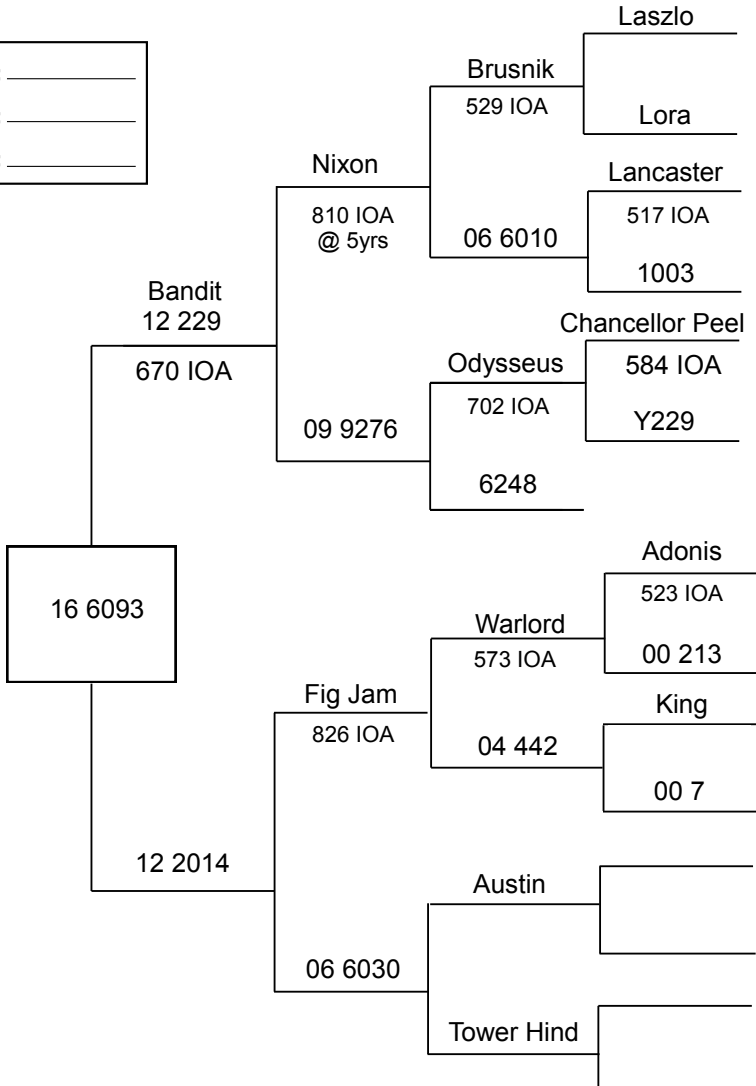 Laszlo
Brusnik
529 IOA
Lora
Nixon
Lancaster
810 IOA
@ 5yrs
517 IOA
06 6010
1003
Bandit
12 229
Chancellor Peel
670 IOA
Odysseus
584 IOA
702 IOA
09 9276
Y229
6248
16 6093
Adonis
523 IOA
Warlord
573 IOA
00 213
Fig Jam
826 IOA
King
04 442
00 7
12 2014
Austin
06 6030
Tower Hind